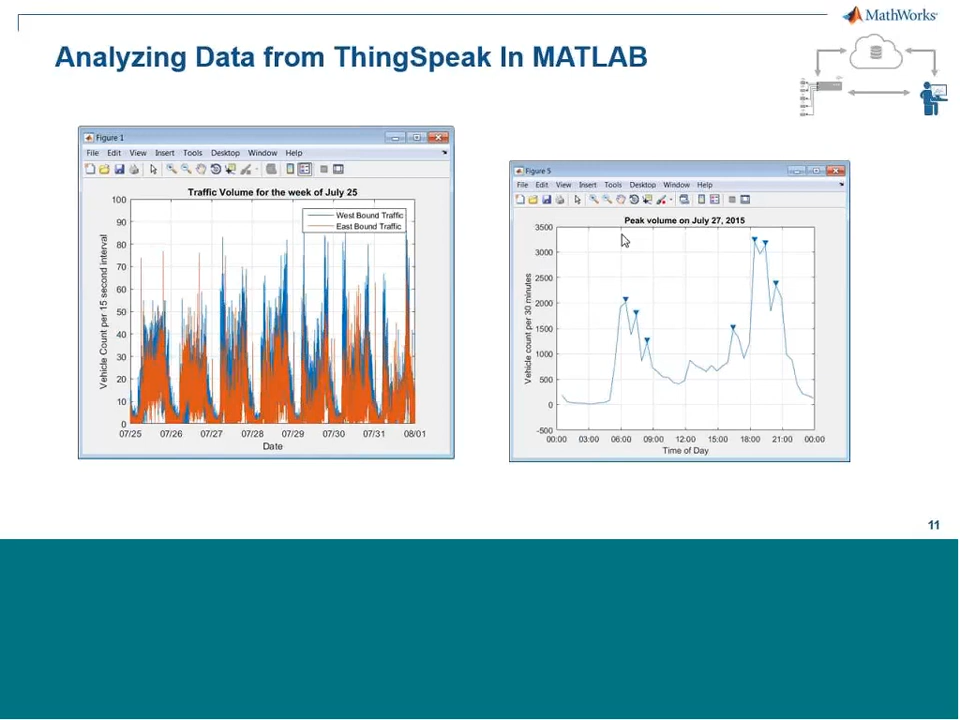 MathWorks
Analyzing Data from ThingSpeak In MATLAB
Figure 1
File Edit View Insert Tools Desktop Window Help
Traffic Volume for the week of July 25
West Bound Traffic
East Bound Traffic
Vehicle Count per 15 second interval
100
90
80
70
60
50
40
30
20
10
0
07/25 07/26 07/27 07/28 07/29 07/30 07/31 08/01
Date
Figure 5
File Edit View Insert Tools Desktop Window Help
Peak volume on July 27, 2015
Vehicle count per 30 minutes
3500
3000
2500
2000
1500
1000
500
0
-500
00:00 03:00 06:00 09:00 12:00 15:00 18:00 21:00 00:00
Time of Day
11